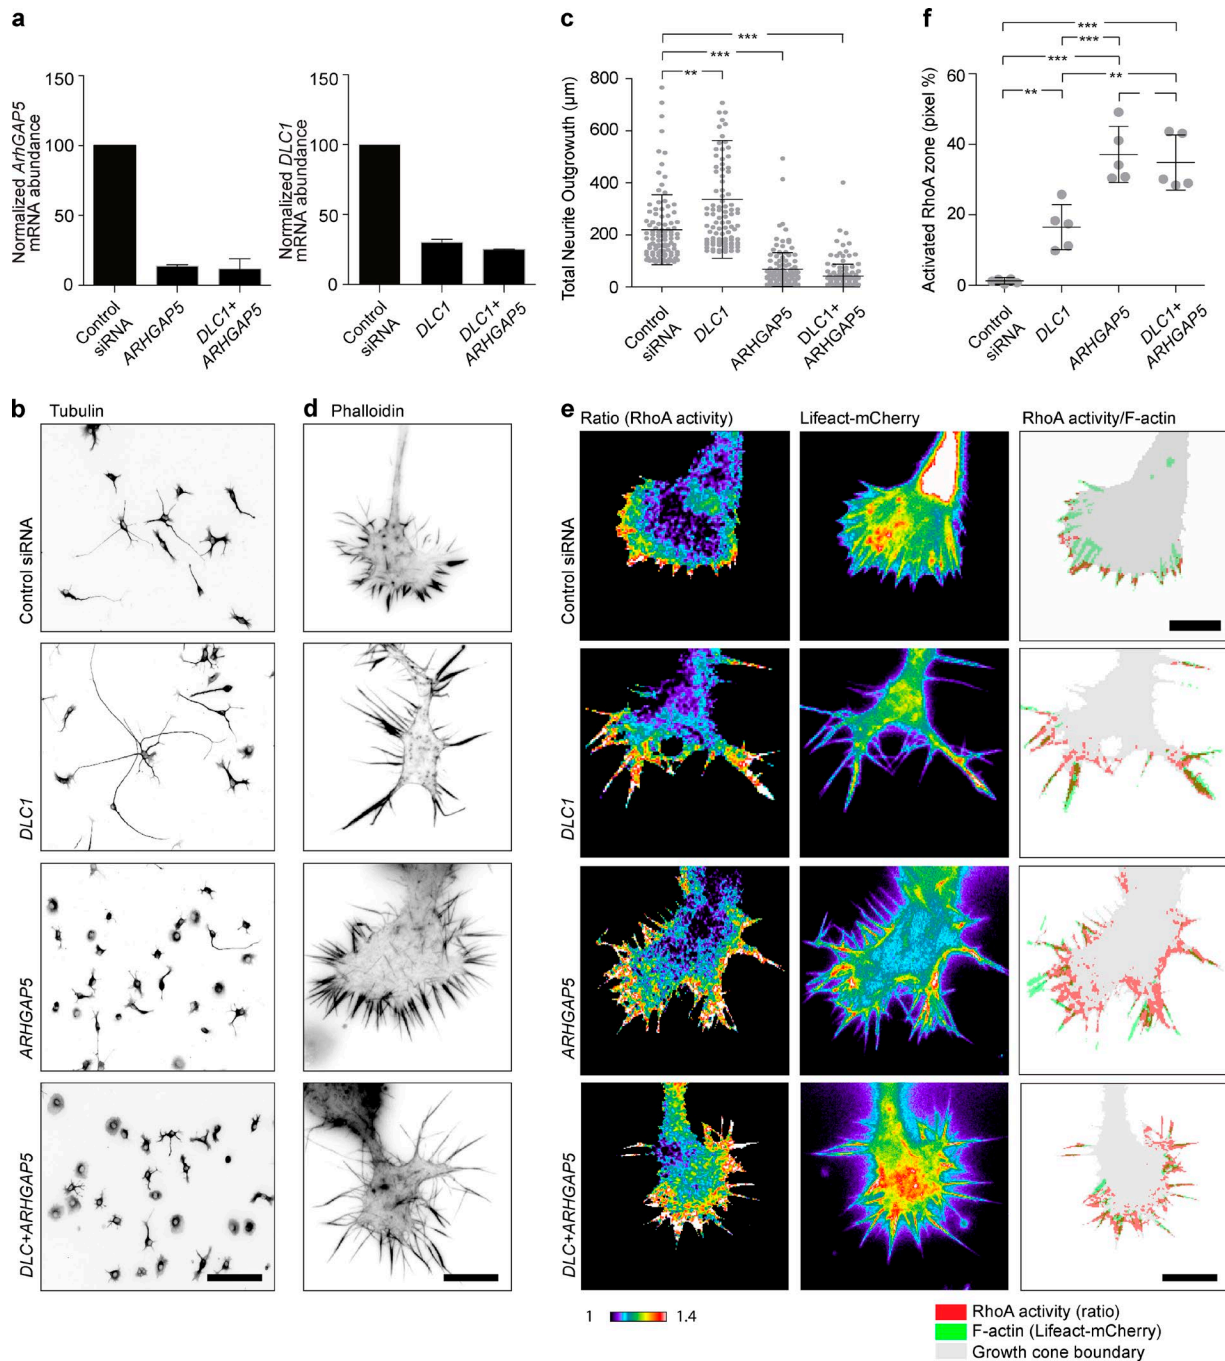 a
150
100
50
0
Normalized ArhGAP5
mRNA abundance
Control
siRNA
ARHGAP5
DLC1+
ARHGAP5
150
100
50
0
Normalized DLC1
mRNA abundance
Control
siRNA
DLC1
DLC1+
ARHGAP5
c
***
***
**
800
600
400
200
0
Total Neurite Outgrowuth (µm)
Control
siRNA
DLC1
ARHGAP5
DLC1+
ARHGAP5
f
***
***
***
**
**
60
40
20
0
Activated RhoA zone (pixel %)
Control
siRNA
DLC1
ARHGAP5
DLC1+
ARHGAP5
b
Tubulin
Control siRNA
DLC1
ARHGAP5
DLC+ARHGAP5
d
Phalloidin
e
Ratio (RhoA activity)
Lifeact-mCherry
RhoA activity/F-actin
Control siRNA
DLC1
ARHGAP5
DLC+ARHGAP5
1
1.4
RhoA activity (ratio)
F-actin (Lifeact-mCherry)
Growth cone boundary